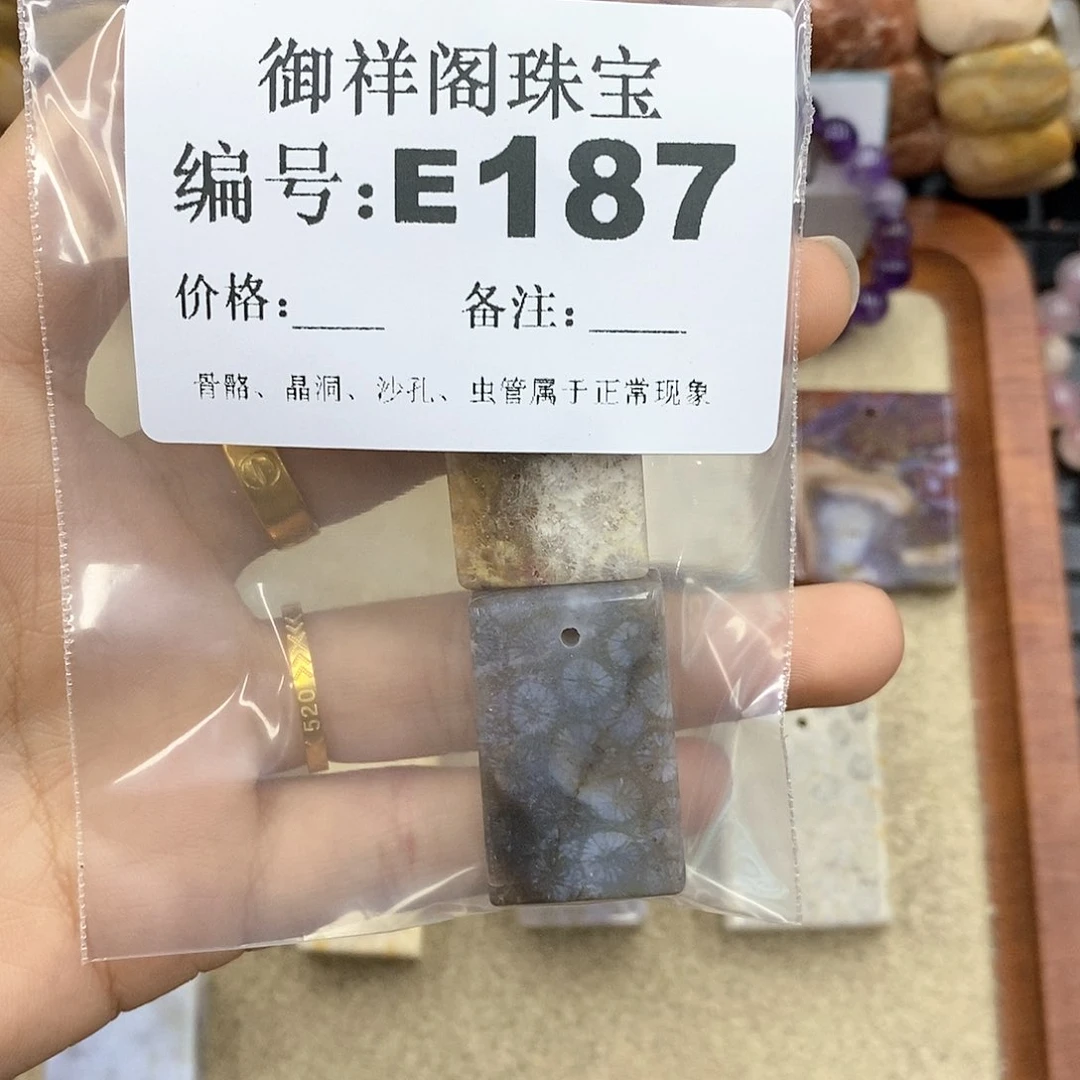 御祥阁珠宝
编号:E187
价格:____ 备注:____
骨骼、晶洞、沙孔、虫管属于正常现象
520